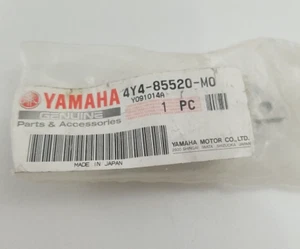 YAMAHA
GENUINE
Parts & Accessories
4Y4-85520-M0
Y091014A
1 PC
MADE IN JAPAN
YAMAHA MOTOR CO.,LTD.